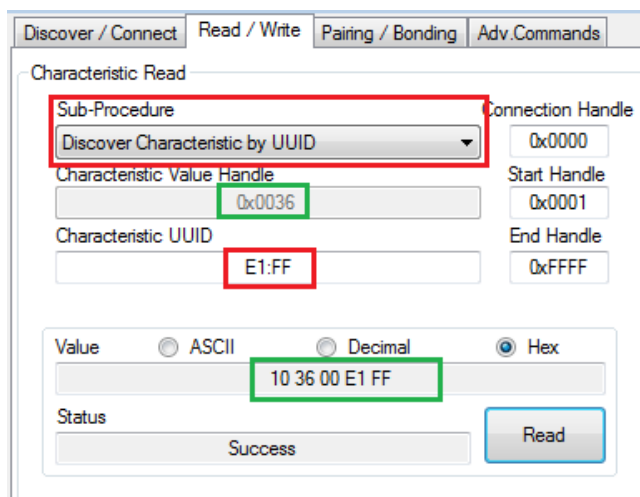 Discover / Connect Read / Write Pairing / Bonding Adv.Commands
Characteristic Read
Sub-Procedure Connection Handle
Discover Characteristic by UUID 0x0000
Characteristic Value Handle Start Handle
0x0036 0x0001
Characteristic UUID End Handle
E1:FF 0xFFFF
Value ASCII Decimal Hex
10 36 00 E1 FF
Status
Success
Read